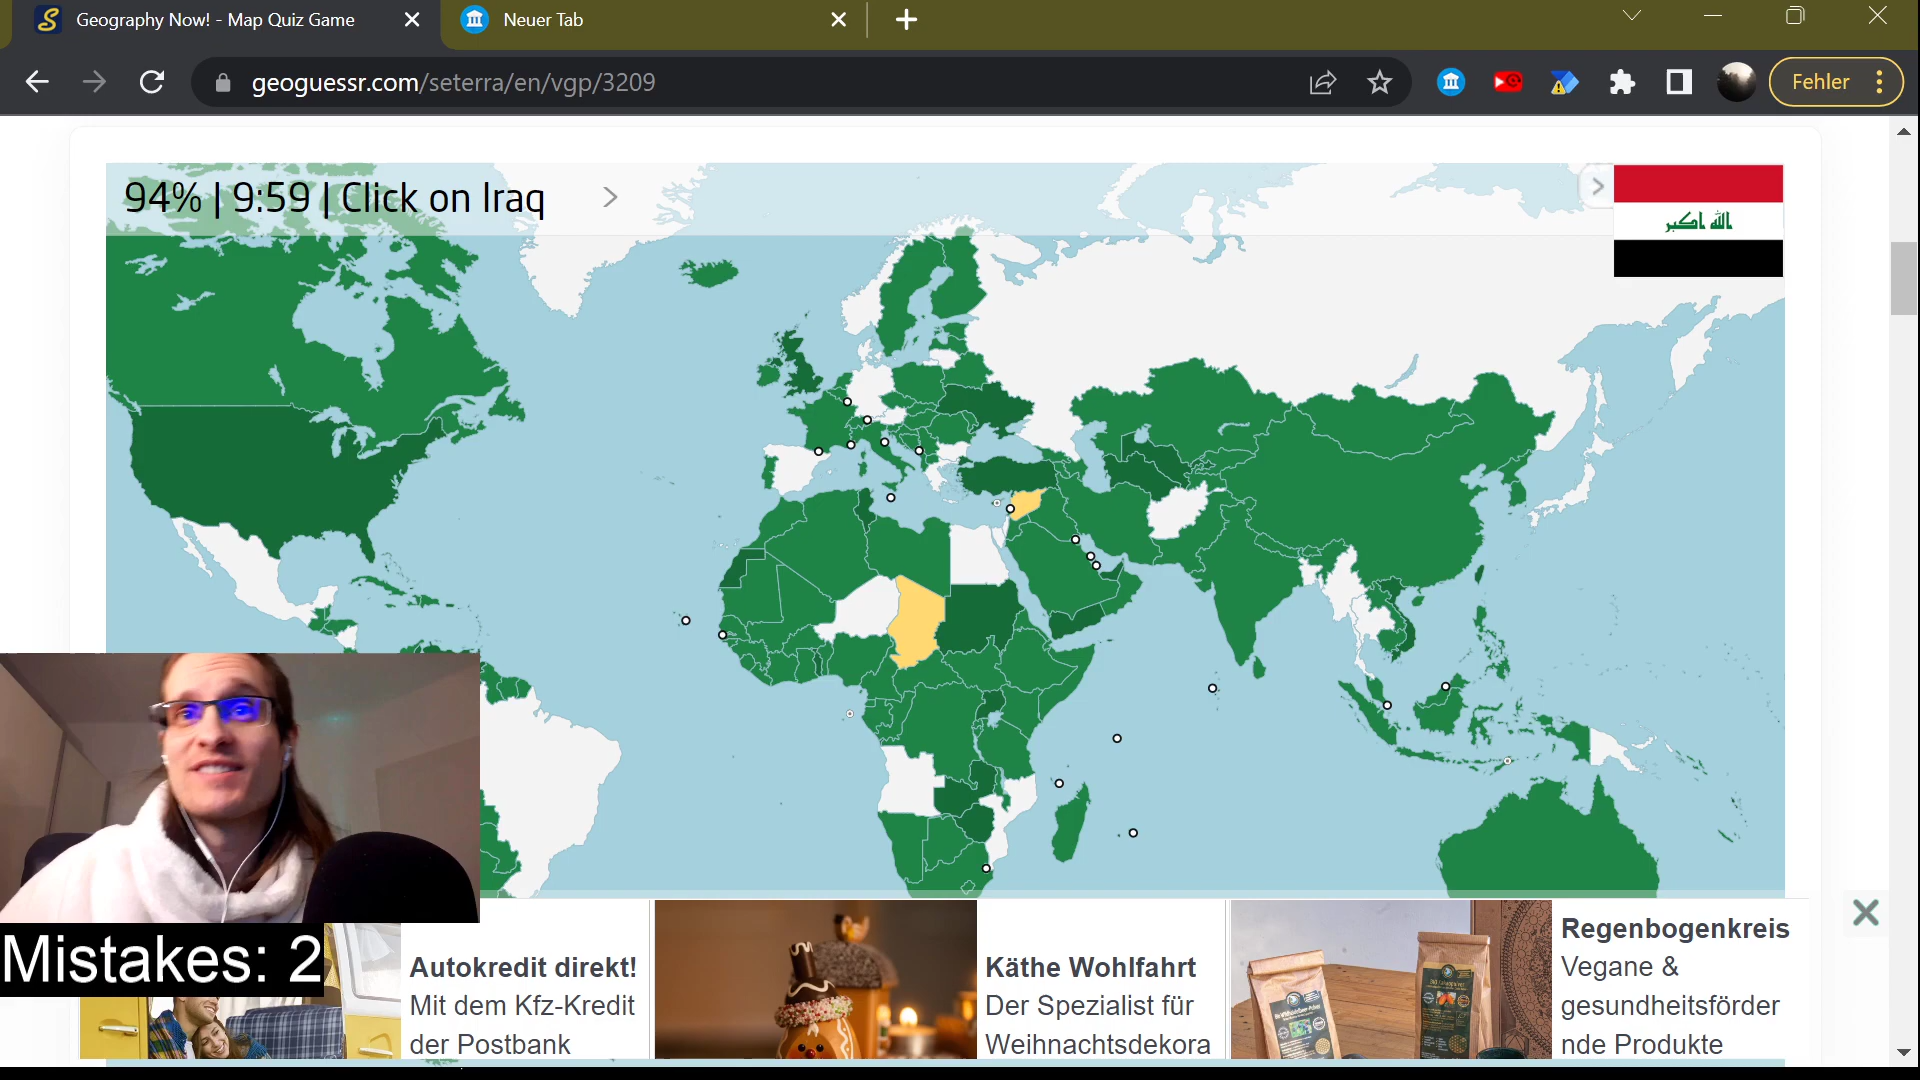 Geography Now! - Map Quiz Game
Neuer Tab
geoguessr.com/seterra/en/vgp/3209
Fehler
94% | 9:59 | Click on Iraq
الله اكبر
Mistakes: 2
Autokredit direkt!
Mit dem Kfz-Kredit
der Postbank
Käthe Wohlfahrt
Der Spezialist für
Weihnachtsdekora
Regenbogenkreis
Vegane &
gesundheitsförder
nde Produkte